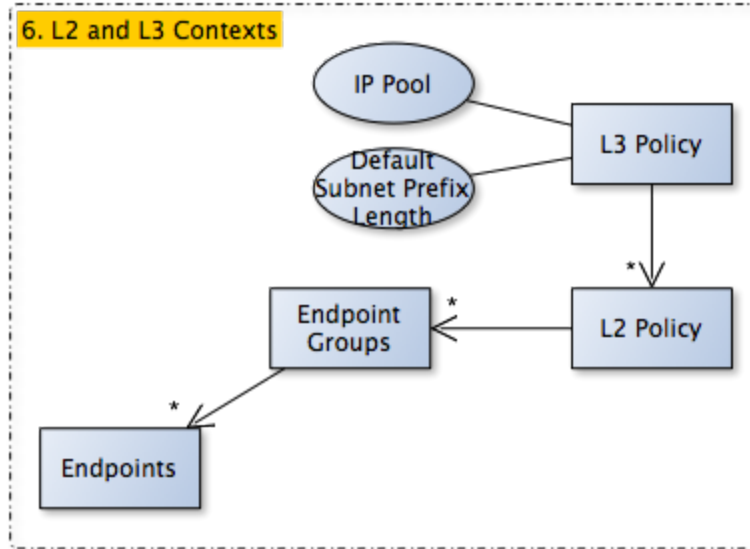 6. L2 and L3 Contexts
IP Pool
L3 Policy
Default
Subnet Prefix
Length
*
*
Endpoint
Groups
L2 Policy
*
Endpoints